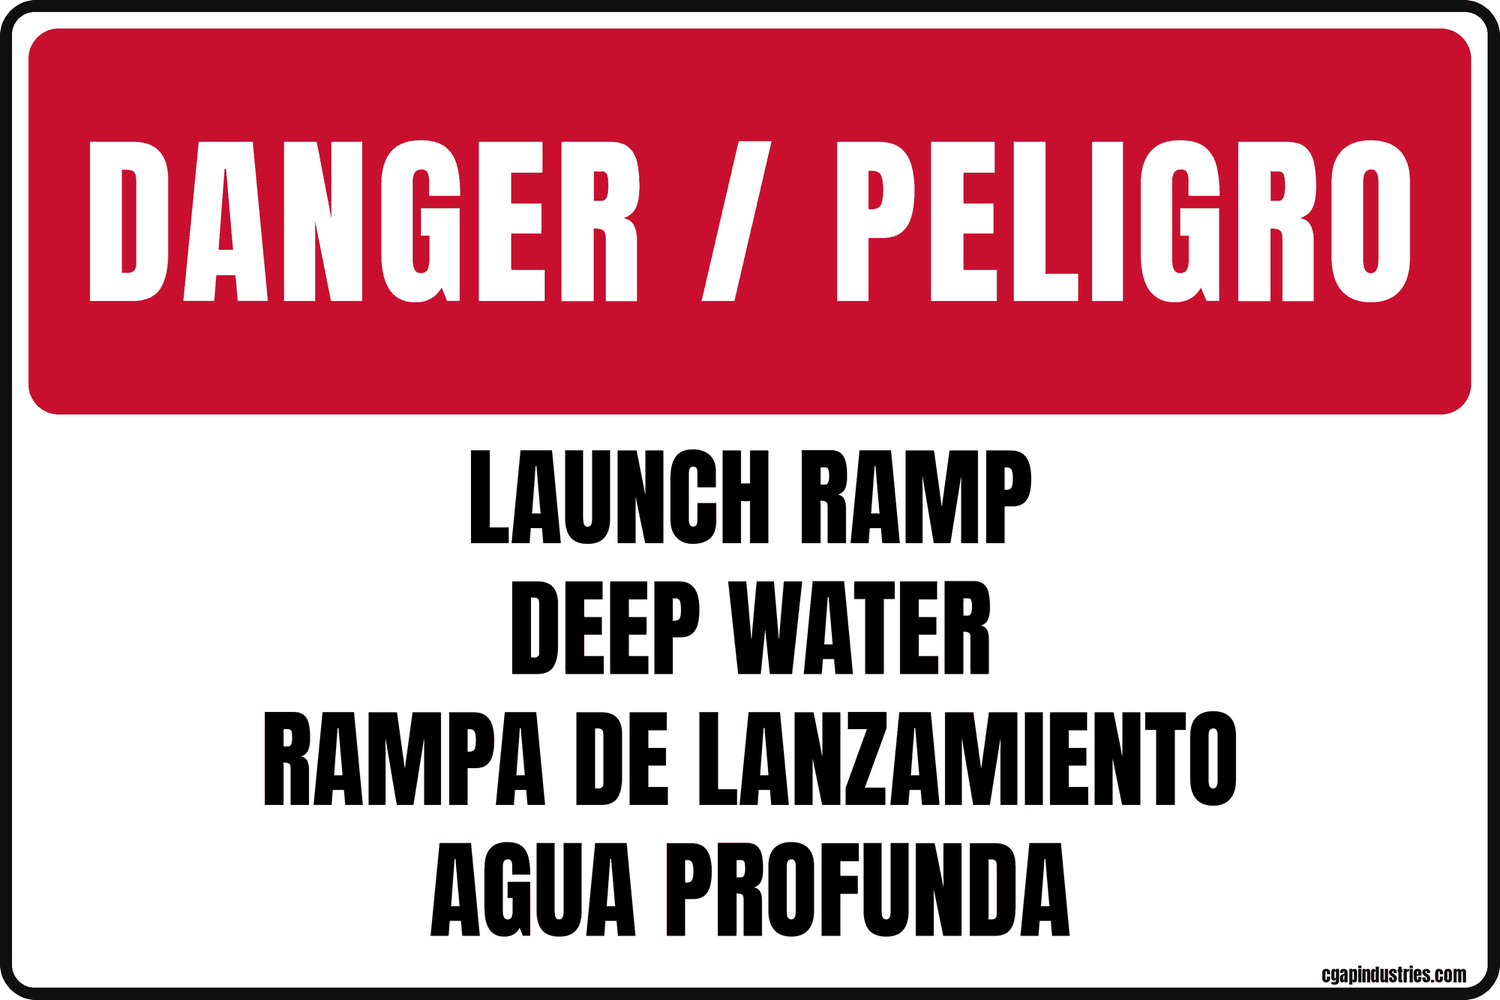 DANGER / PELIGRO
LAUNCH RAMP
DEEP WATER
RAMPA DE LANZAMIENTO
AGUA PROFUNDA
cgapindustries.com